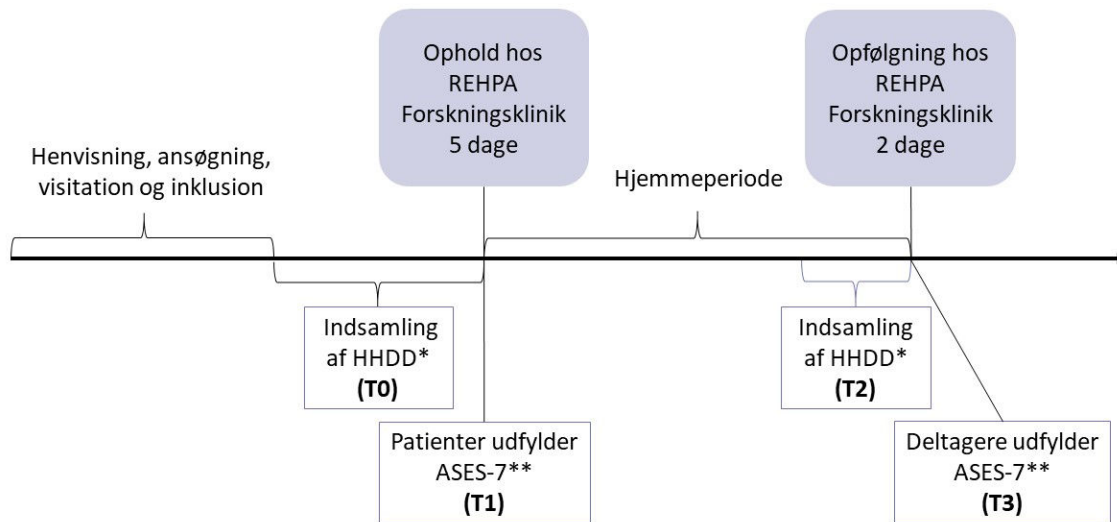 Henvisning, ansøgning,
visitation og inklusion
Ophold hos
REHPA
Forskningsklinik
5 dage
Hjemmeperiode
Opfølgning hos
REHPA
Forskningsklinik
2 dage
Indsamling
af HHDD*
(T0)
Patienter udfylder
ASES-7**
(T1)
Indsamling
af HHDD*
(T2)
Deltagere udfylder
ASES-7**
(T3)